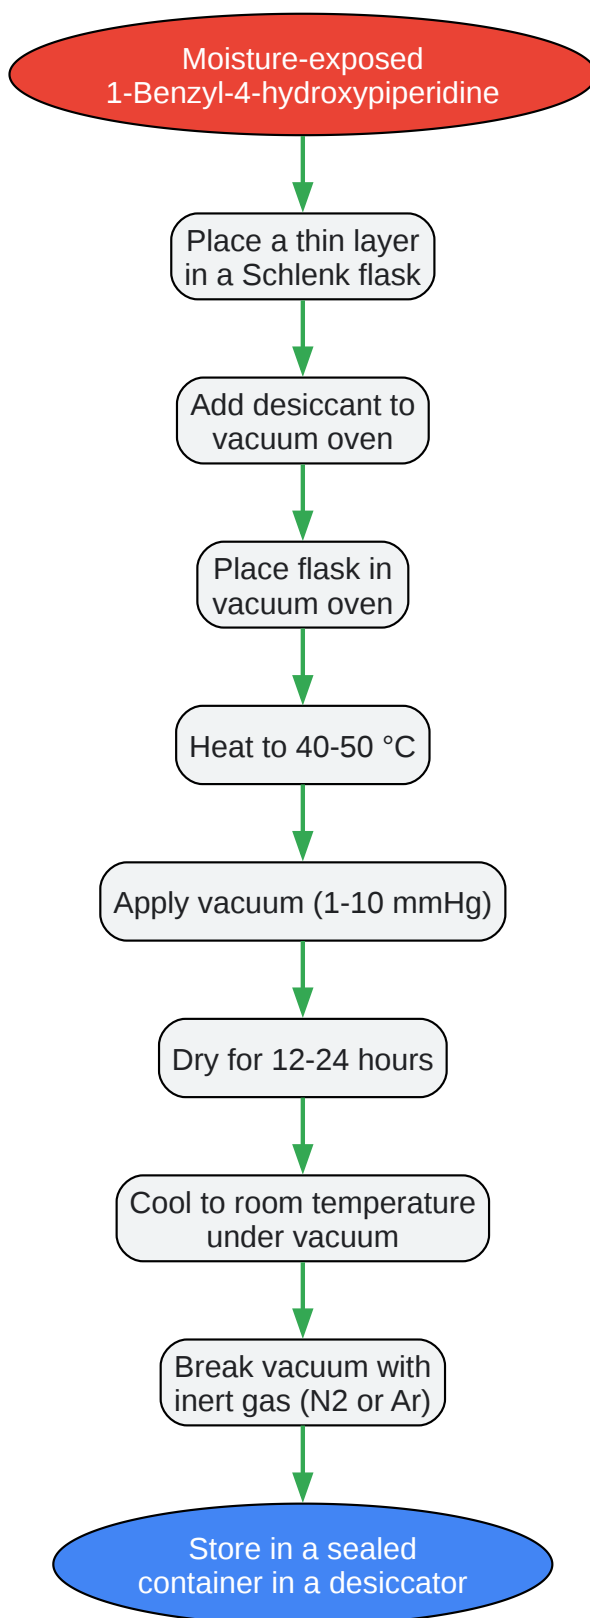 Moisture-exposed
1-Benzyl-4-hydroxypiperidine
Place a thin layer
in a Schlenk flask
Add desiccant to
vacuum oven
Place flask in
vacuum oven
Heat to 40-50 °C
Apply vacuum (1-10 mmHg)
Dry for 12-24 hours
Cool to room temperature
under vacuum
Break vacuum with
inert gas (N2 or Ar)
Store in a sealed
container in a desiccator